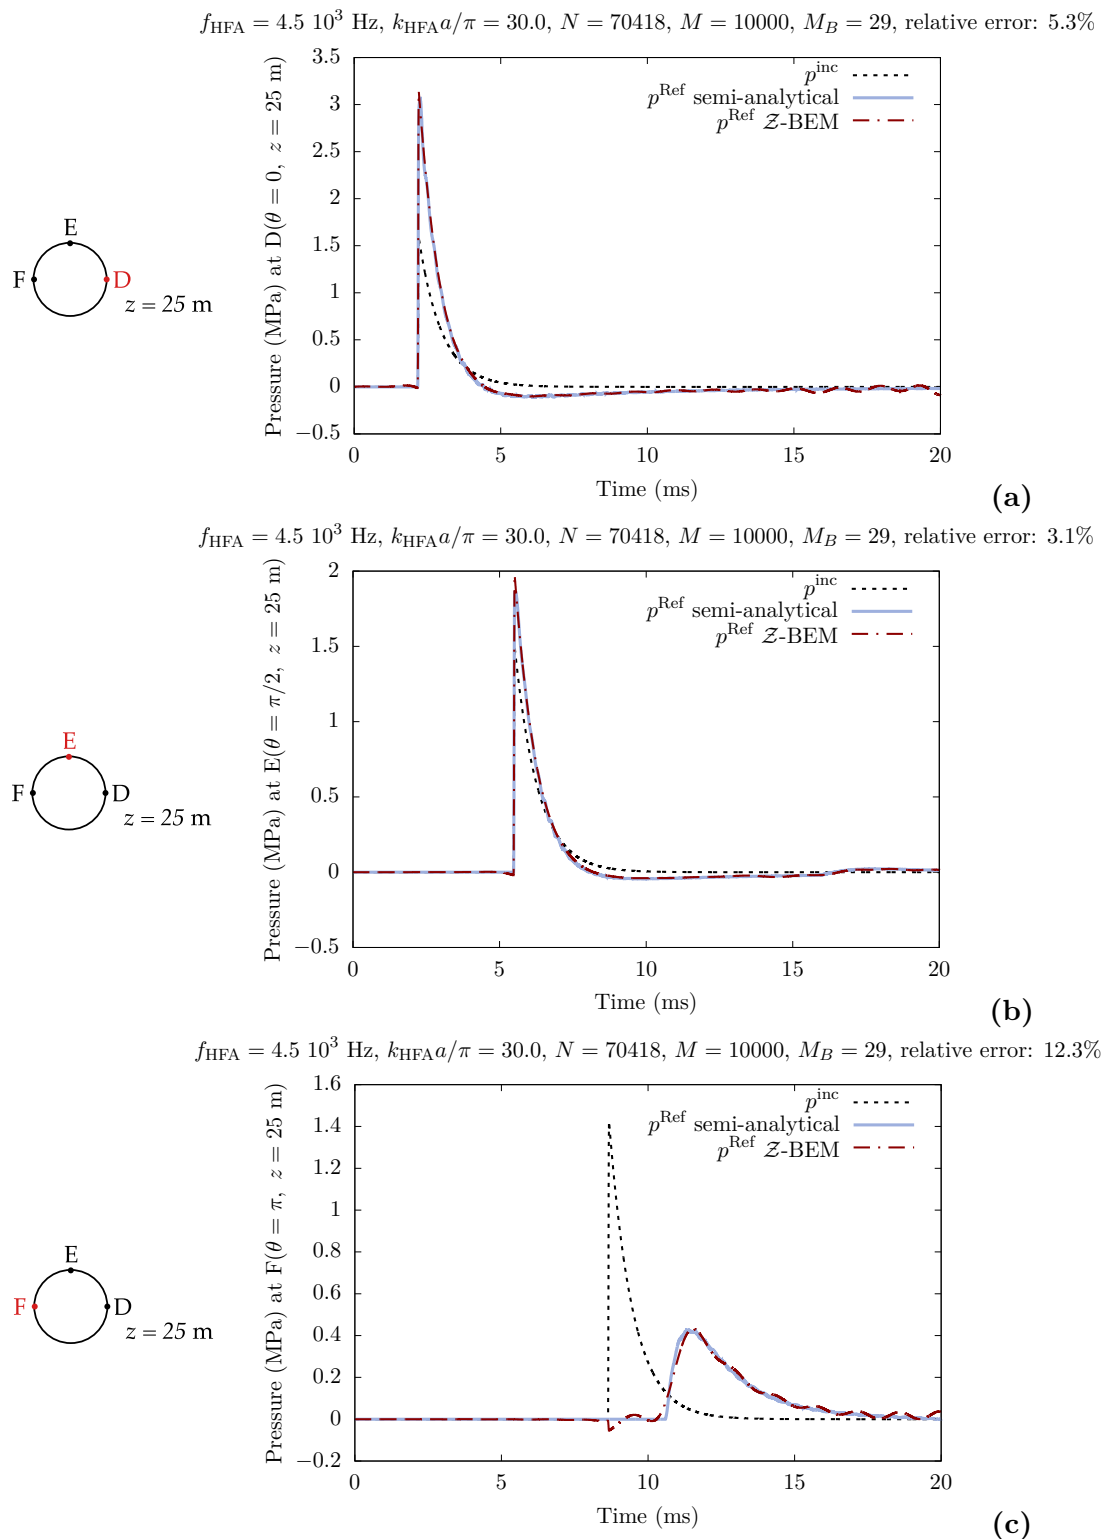 f_HFA = 4.5 10^3 Hz, k_HFA a/π = 30.0, N = 70418, M = 10000, M_B = 29, relative error: 5.3%
3.5
3
2.5
2
1.5
1
0.5
0
−0.5
Pressure (MPa) at D(θ = 0, z = 25 m)
p^inc
p^Ref semi-analytical
p^Ref 𝒵-BEM
E
F
D
z = 25 m
0 5 10 15 20
Time (ms)
(a)
f_HFA = 4.5 10^3 Hz, k_HFA a/π = 30.0, N = 70418, M = 10000, M_B = 29, relative error: 3.1%
2
1.5
1
0.5
0
−0.5
Pressure (MPa) at E(θ = π/2, z = 25 m)
p^inc
p^Ref semi-analytical
p^Ref 𝒵-BEM
E
F
D
z = 25 m
0 5 10 15 20
Time (ms)
(b)
f_HFA = 4.5 10^3 Hz, k_HFA a/π = 30.0, N = 70418, M = 10000, M_B = 29, relative error: 12.3%
1.6
1.4
1.2
1
0.8
0.6
0.4
0.2
0
−0.2
Pressure (MPa) at F(θ = π, z = 25 m)
p^inc
p^Ref semi-analytical
p^Ref 𝒵-BEM
E
F
D
z = 25 m
0 5 10 15 20
Time (ms)
(c)